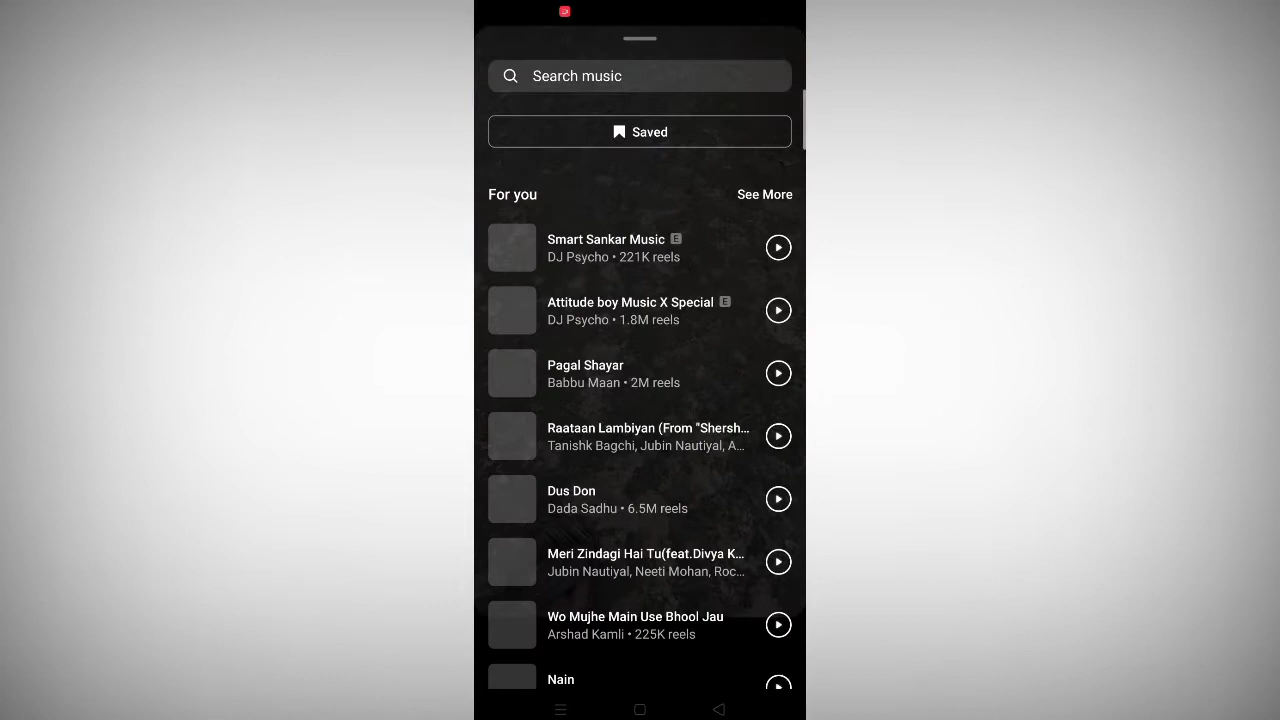 Search music
Saved
For you
See More
Smart Sankar Music E
DJ Psycho • 221K reels
Attitude boy Music X Special E
DJ Psycho • 1.8M reels
Pagal Shayar
Babbu Maan • 2M reels
Raataan Lambiyan (From "Shersh...
Tanishk Bagchi, Jubin Nautiyal, A...
Dus Don
Dada Sadhu • 6.5M reels
Meri Zindagi Hai Tu(feat.Divya K...
Jubin Nautiyal, Neeti Mohan, Roc...
Wo Mujhe Main Use Bhool Jau
Arshad Kamli • 225K reels
Nain